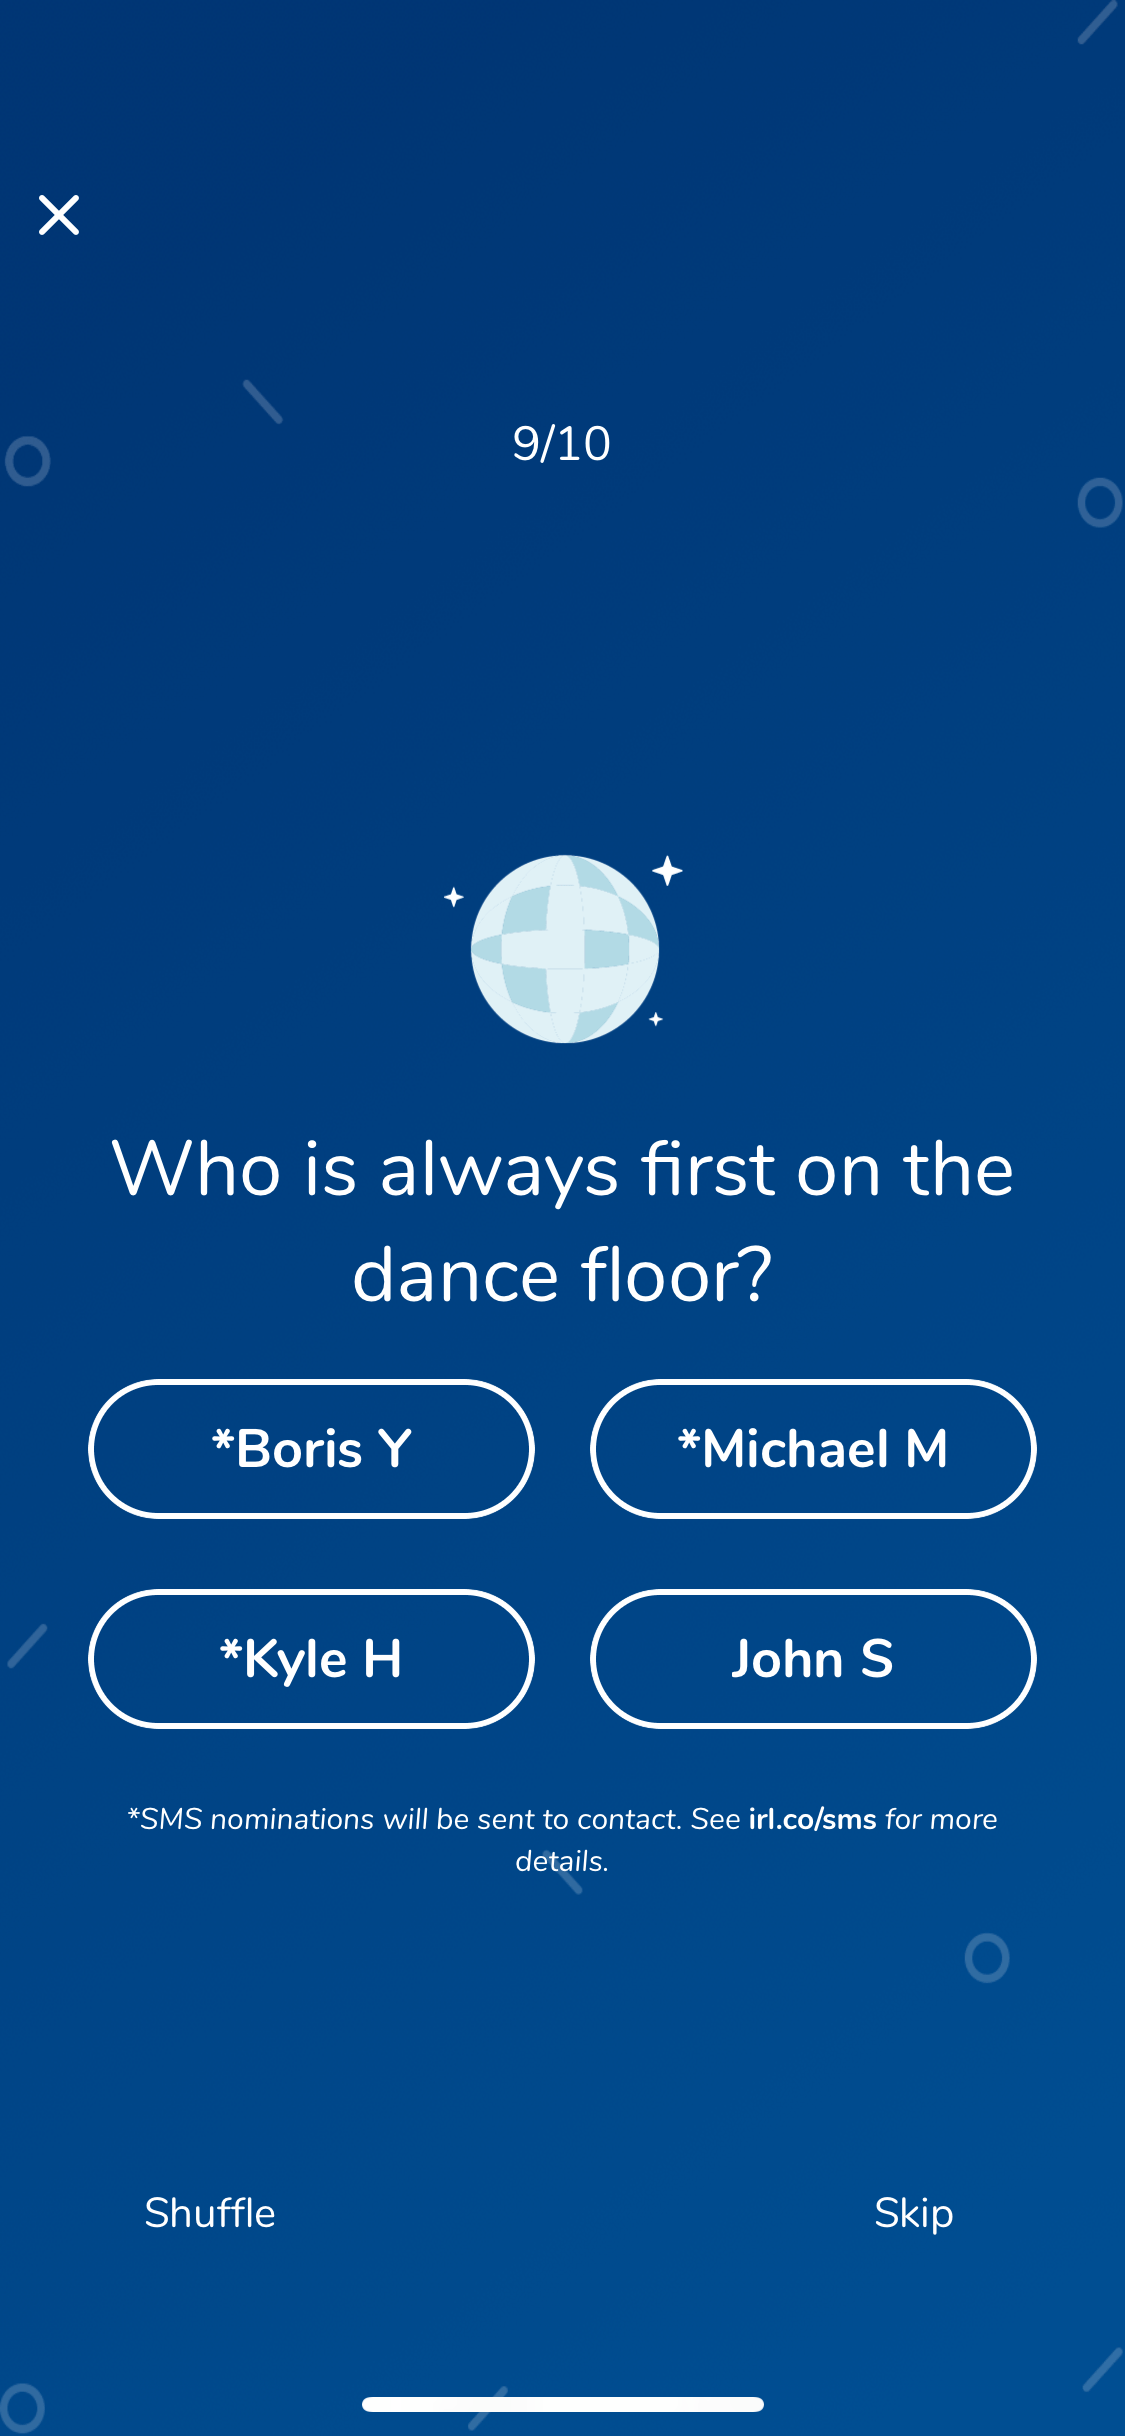 9/10
Who is always first on the
dance floor?
*Boris Y
*Michael M
*Kyle H
John S
*SMS nominations will be sent to contact. See irl.co/sms for more
details.
Shuffle
Skip